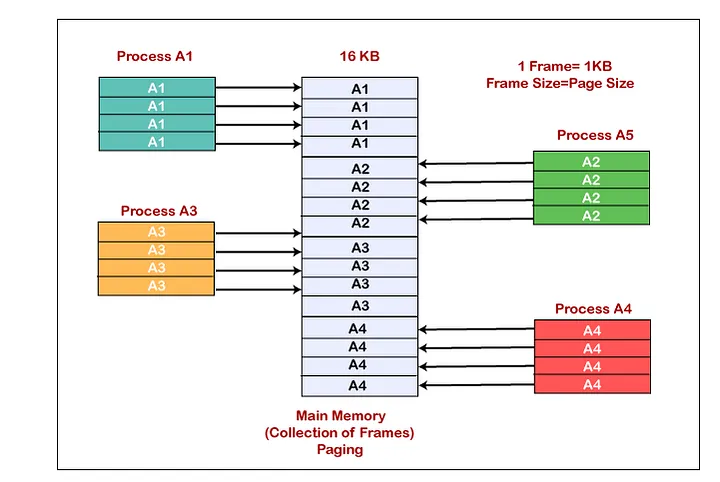 Process A1
16 KB
1 Frame= 1KB
Frame Size=Page Size
A1
A1
A1
A1
A1
A1
A1
A1
Process A5
A2
A2
A2
A2
A2
A2
A2
A2
Process A3
A3
A3
A3
A3
A3
A3
A3
A3
Process A4
A4
A4
A4
A4
A4
A4
A4
A4
Main Memory
(Collection of Frames)
Paging